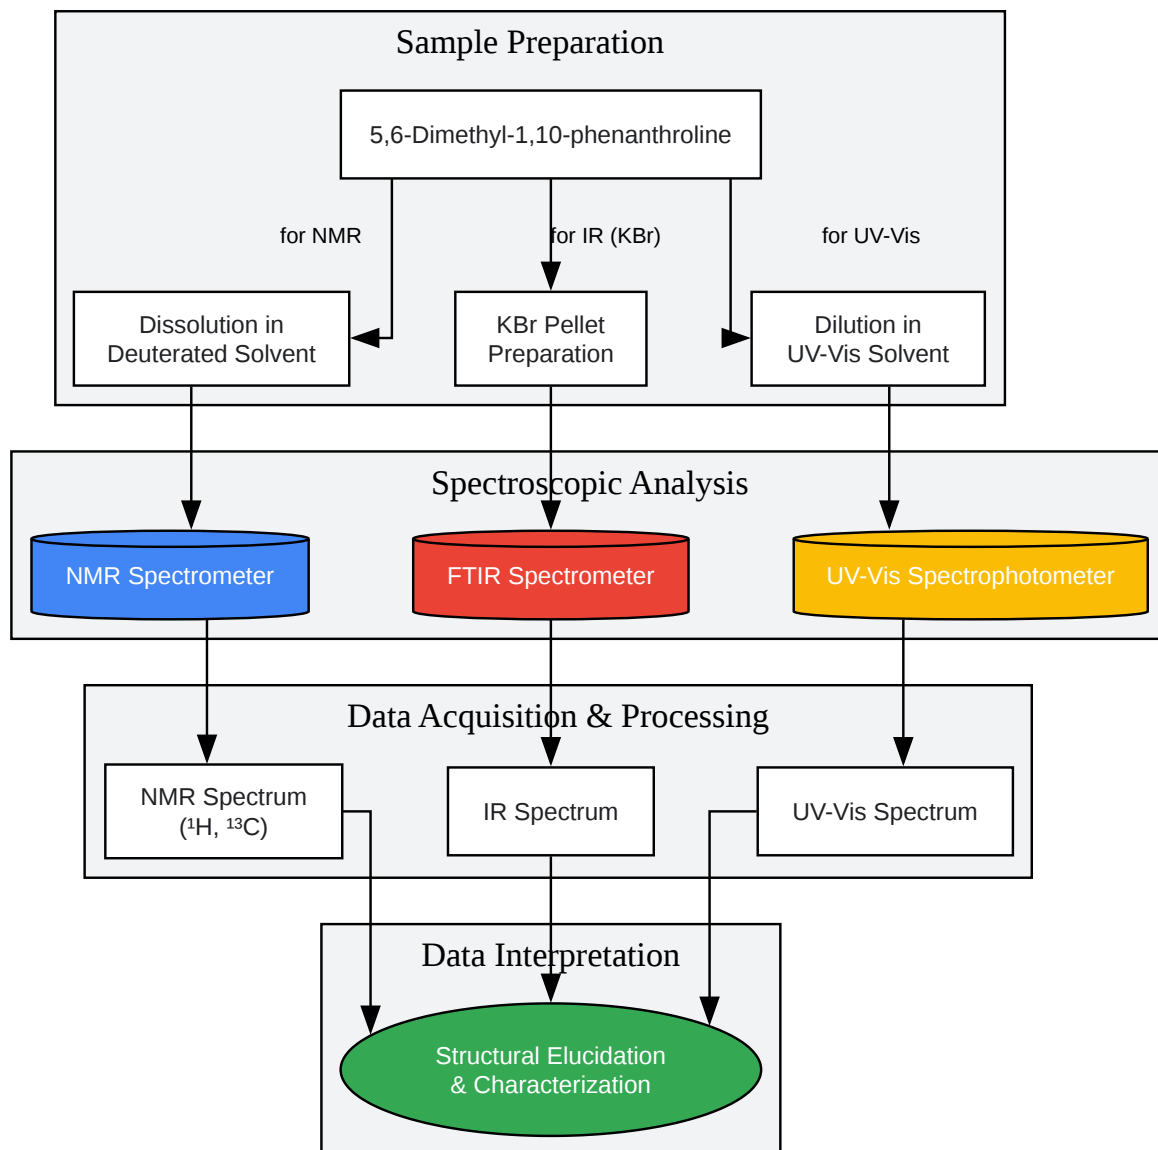 Sample Preparation
5,6-Dimethyl-1,10-phenanthroline
for NMR
for IR (KBr)
for UV-Vis
Dissolution in
Deuterated Solvent
KBr Pellet
Preparation
Dilution in
UV-Vis Solvent
Spectroscopic Analysis
NMR Spectrometer
FTIR Spectrometer
UV-Vis Spectrophotometer
Data Acquisition & Processing
NMR Spectrum
(¹H, ¹³C)
IR Spectrum
UV-Vis Spectrum
Data Interpretation
Structural Elucidation
& Characterization